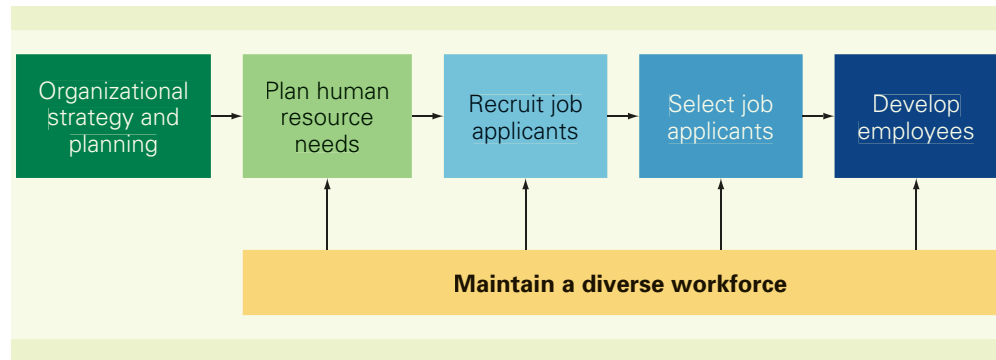 Organizational
strategy and
planning
Plan human
resource
needs
Recruit job
applicants
Select job
applicants
Develop
employees
Maintain a diverse workforce